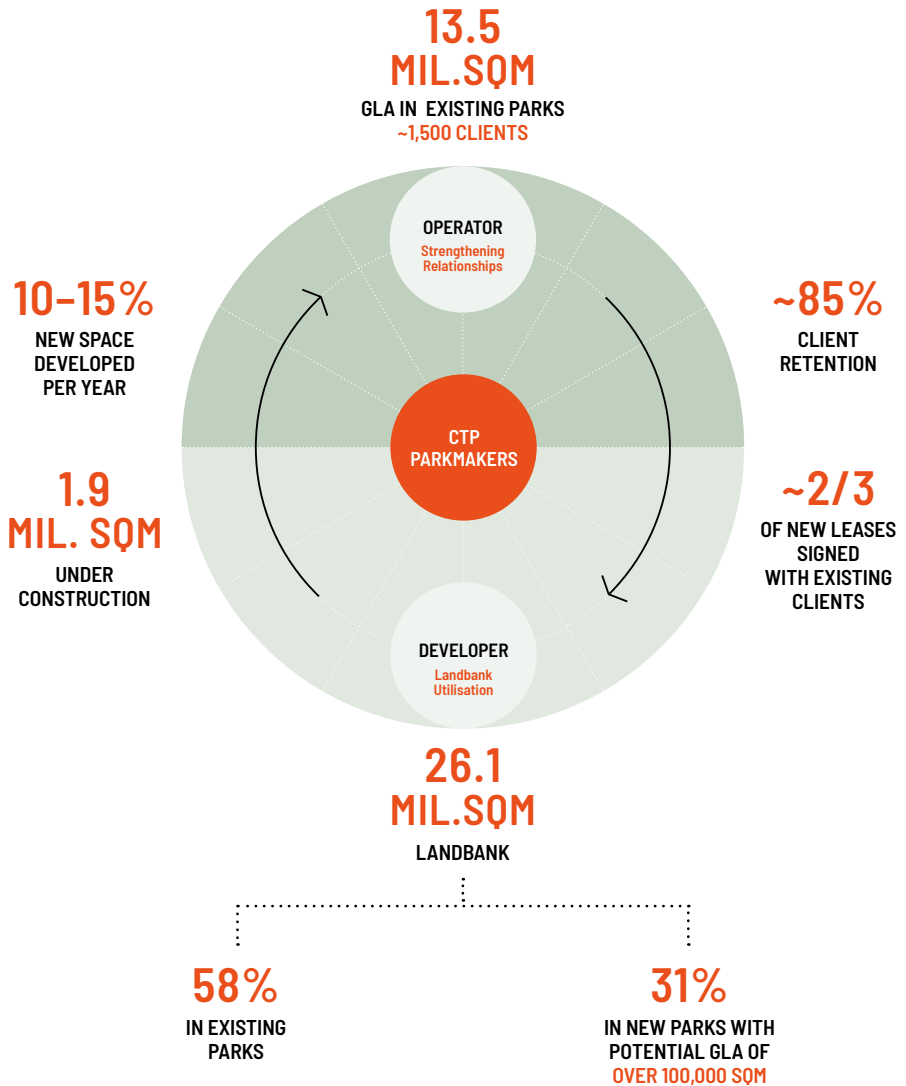 13.5
MIL.SQM
GLA IN EXISTING PARKS
~1,500 CLIENTS
OPERATOR
Strengthening
Relationships
10–15%
NEW SPACE
DEVELOPED
PER YEAR
~85%
CLIENT
RETENTION
CTP
PARKMAKERS
1.9
MIL. SQM
UNDER
CONSTRUCTION
~2/3
OF NEW LEASES
SIGNED
WITH EXISTING
CLIENTS
DEVELOPER
Landbank
Utilisation
26.1
MIL.SQM
LANDBANK
58%
IN EXISTING
PARKS
31%
IN NEW PARKS WITH
POTENTIAL GLA OF
OVER 100,000 SQM